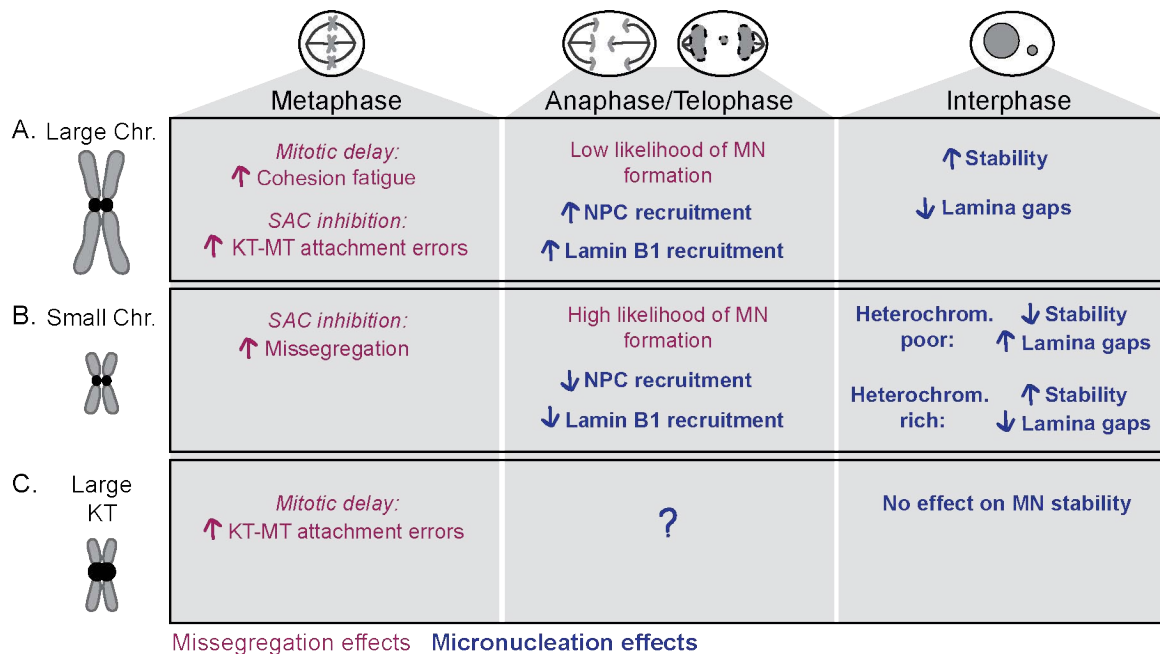 Metaphase
Anaphase/Telophase
Interphase
A. Large Chr.
Mitotic delay:
↑ Cohesion fatigue
SAC inhibition:
↑ KT-MT attachment errors
Low likelihood of MN
formation
↑ NPC recruitment
↑ Lamin B1 recruitment
↑ Stability
↓ Lamina gaps
B. Small Chr.
SAC inhibition:
↑ Missegregation
High likelihood of MN
formation
↓ NPC recruitment
↓ Lamin B1 recruitment
Heterochrom. ↓ Stability
poor: ↑ Lamina gaps
Heterochrom. ↑ Stability
rich: ↓ Lamina gaps
C. Large
KT
Mitotic delay:
↑ KT-MT attachment errors
?
No effect on MN stability
Missegregation effects Micronucleation effects